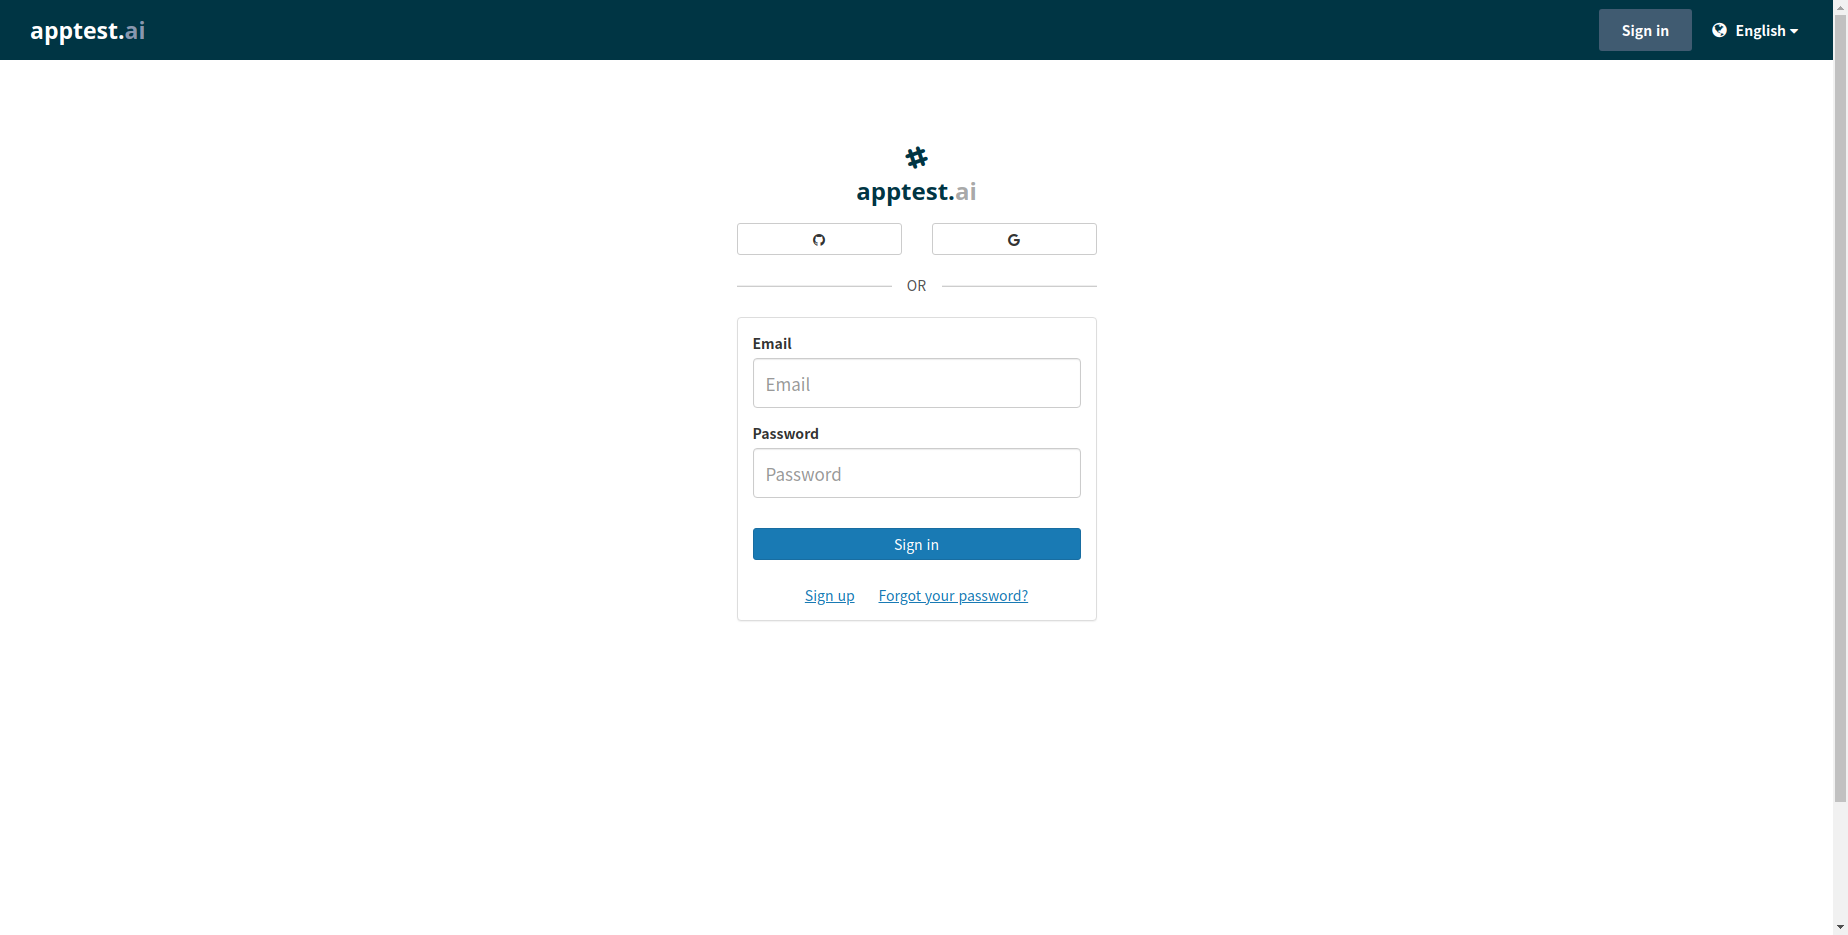 apptest.ai
Sign in
English
apptest.ai
OR
Email
Email
Password
Password
Sign in
Sign up
Forgot your password?